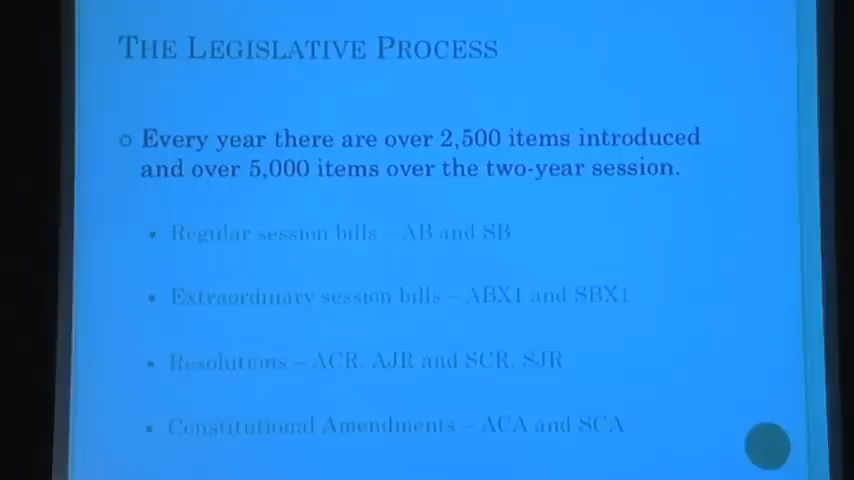 THE LEGISLATIVE PROCESS
Every year there are over 2,500 items introduced
and over 5,000 items over the two-year session.
Regular session bills – AB and SB
Extraordinary session bills – ABX1 and SBX1
Resolutions – ACR, AJR and SCR, SJR
Constitutional Amendments – ACA and SCA